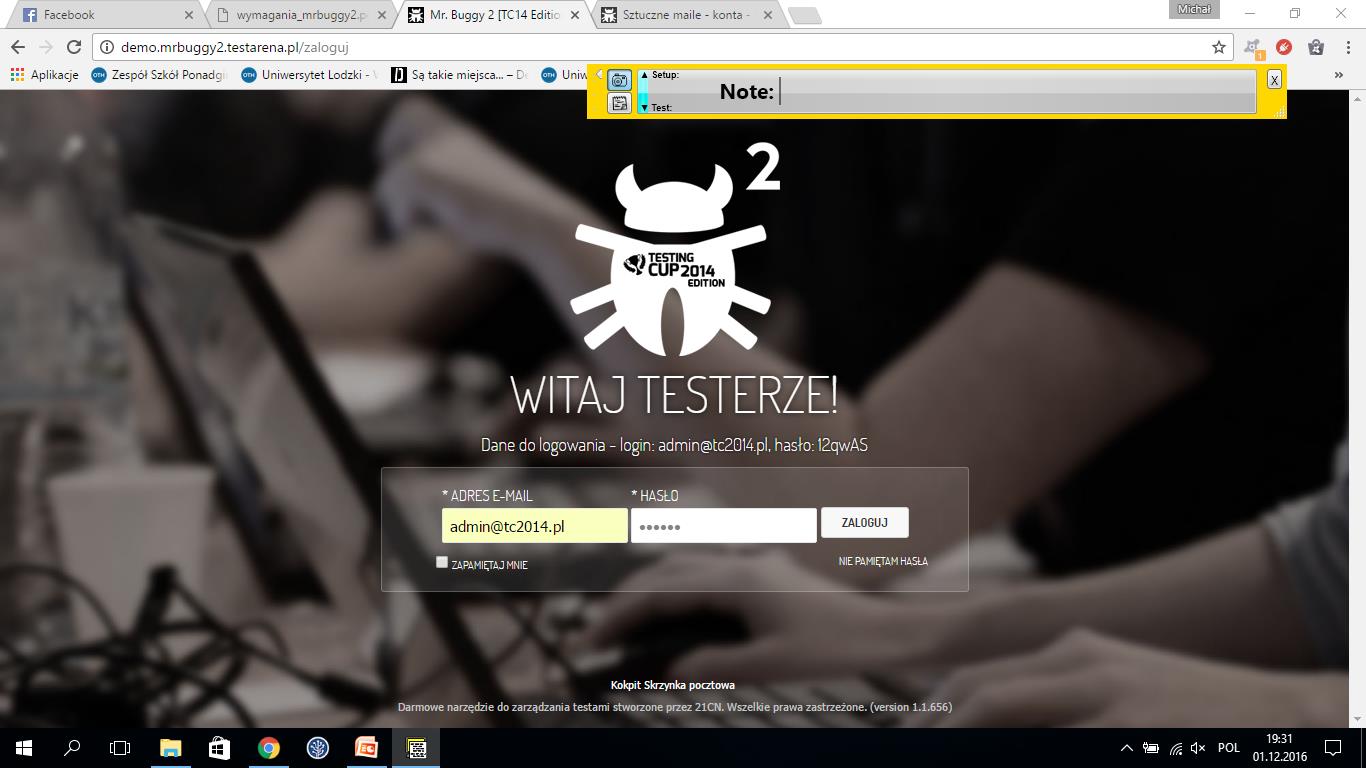 Facebook
wymagania_mrbuggy2.p
Mr. Buggy 2 [TC14 Editio
Sztuczne maile - konta -
Michał
demo.mrbuggy2.testarena.pl/zaloguj
Aplikacje
Zespół Szkół Ponadgi
Uniwersytet Lodzki -
Są takie miejsca... – De
Uniw
Setup:
Note:
Test:
X
2
TESTING
CUP 2014
EDITION
WITAJ TESTERZE!
Dane do logowania - login: admin@tc2014.pl, hasło: 12qwAS
* ADRES E-MAIL
* HASŁO
admin@tc2014.pl
••••••
ZALOGUJ
ZAPAMIĘTAJ MNIE
NIE PAMIĘTAM HASŁA
Kokpit Skrzynka pocztowa
Darmowe narzędzie do zarządzania testami stworzone przez 21CN. Wszelkie prawa zastrzeżone. (version 1.1.656)
POL
19:31
01.12.2016